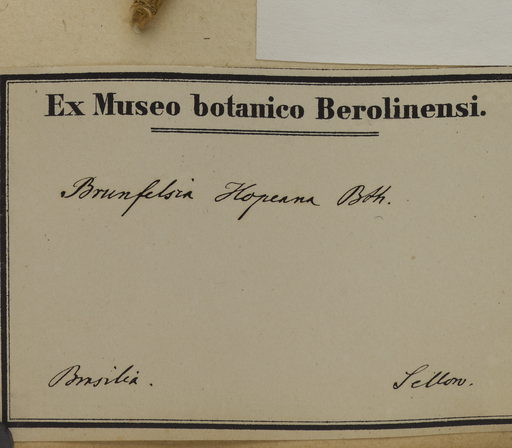 Ex Museo botanico Berolinensi.
Brunfelsia Hopeana Bth.
Brasilia. Sellow.